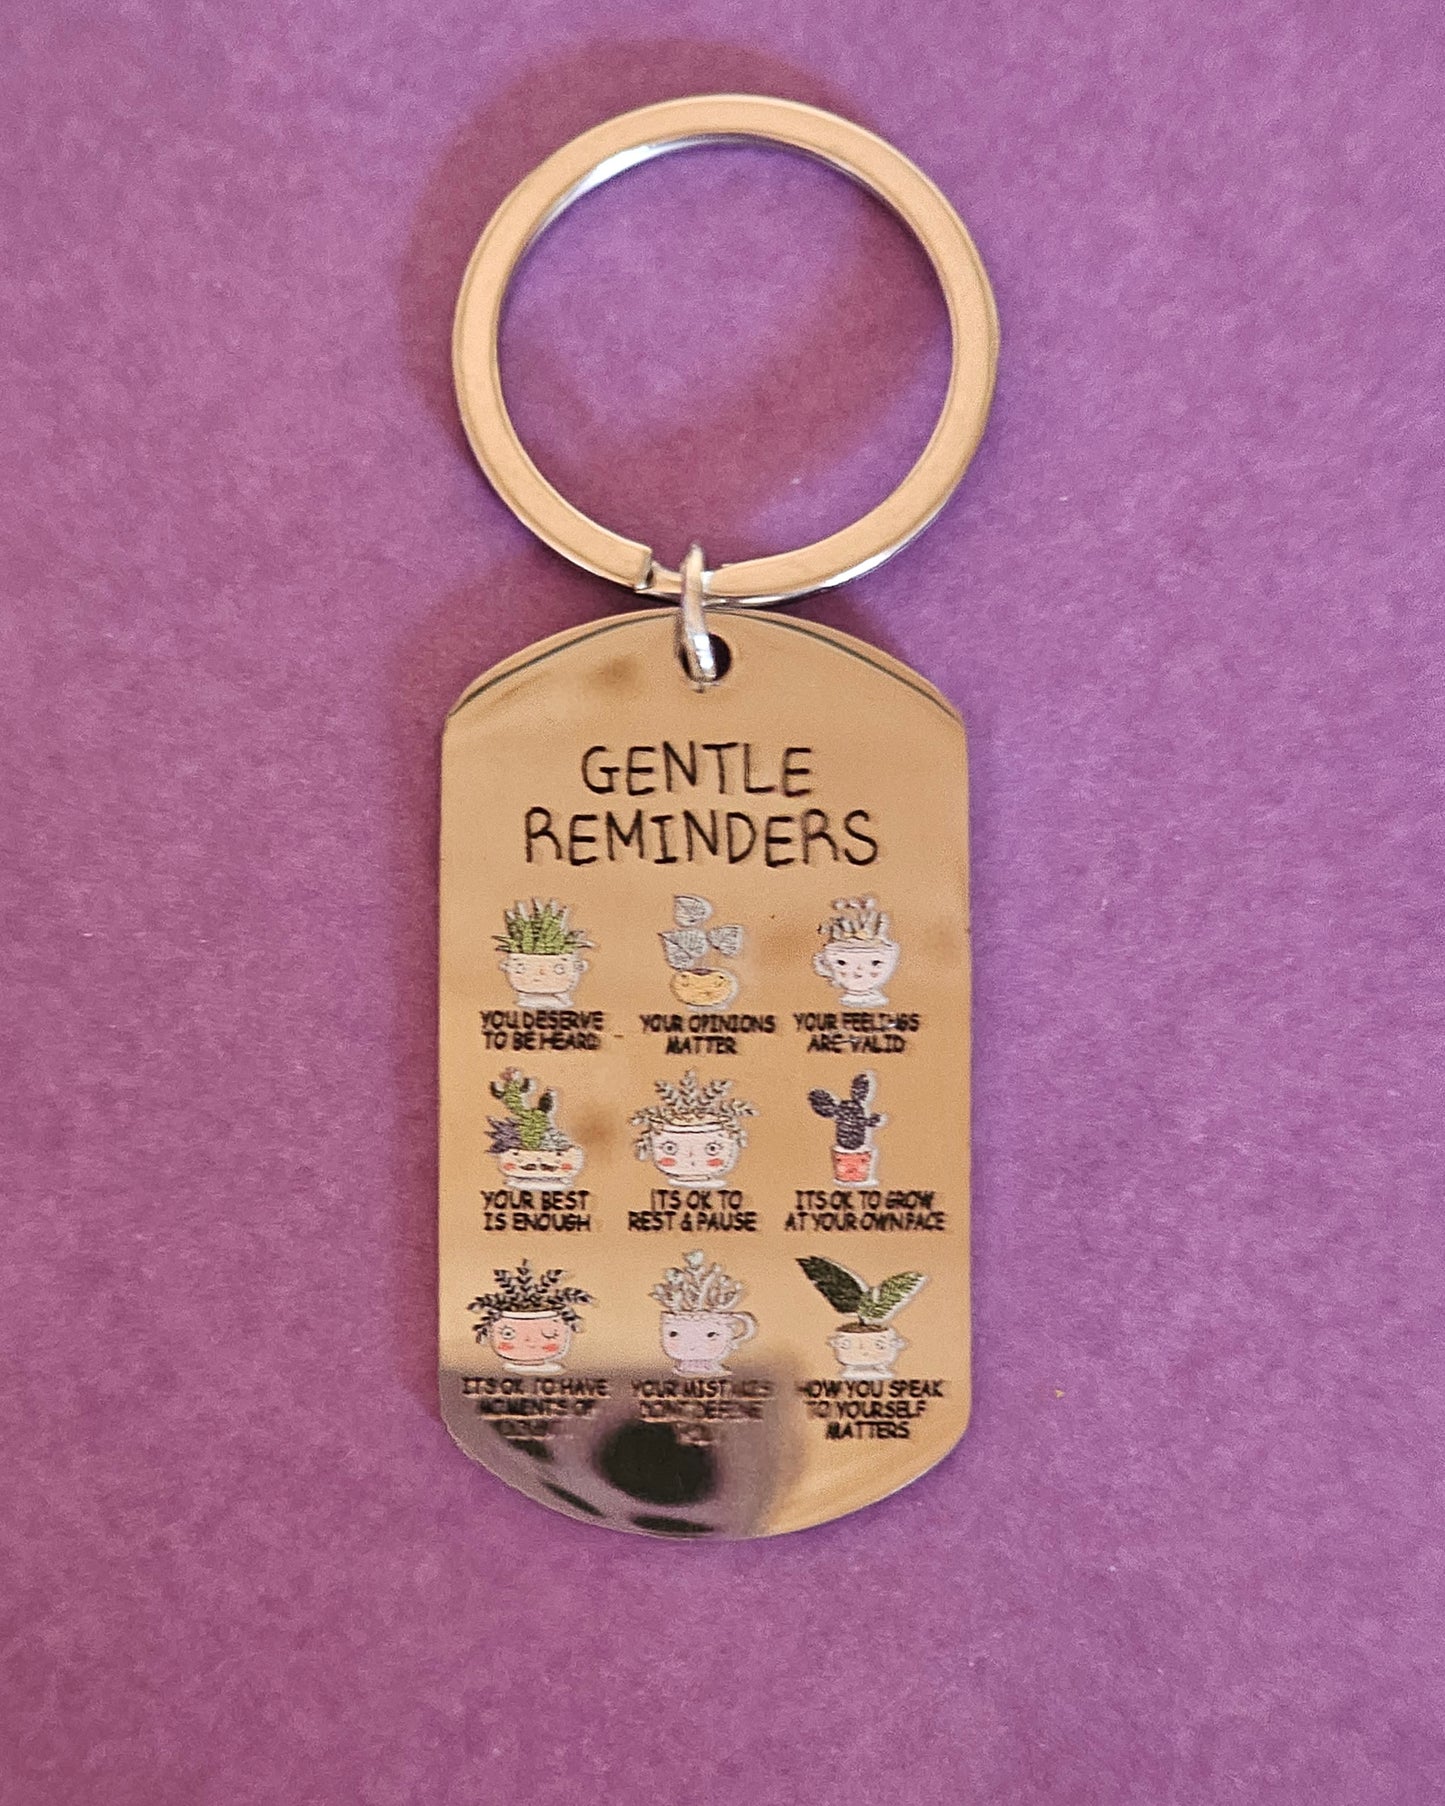 GENTLE
REMINDERS
YOU DESERVE
TO BE HEARD
YOUR OPINIONS
MATTER
YOUR FEELINGS
ARE VALID
YOUR BEST
IS ENOUGH
ITS OK TO
REST & PAUSE
ITS OK TO GROW
AT YOUR OWN PACE
ITS OK TO HAVE
MOMENTS OF
YOUR MISTAKES
DONT DEFINE
YOU
HOW YOU SPEAK
TO YOURSELF
MATTERS